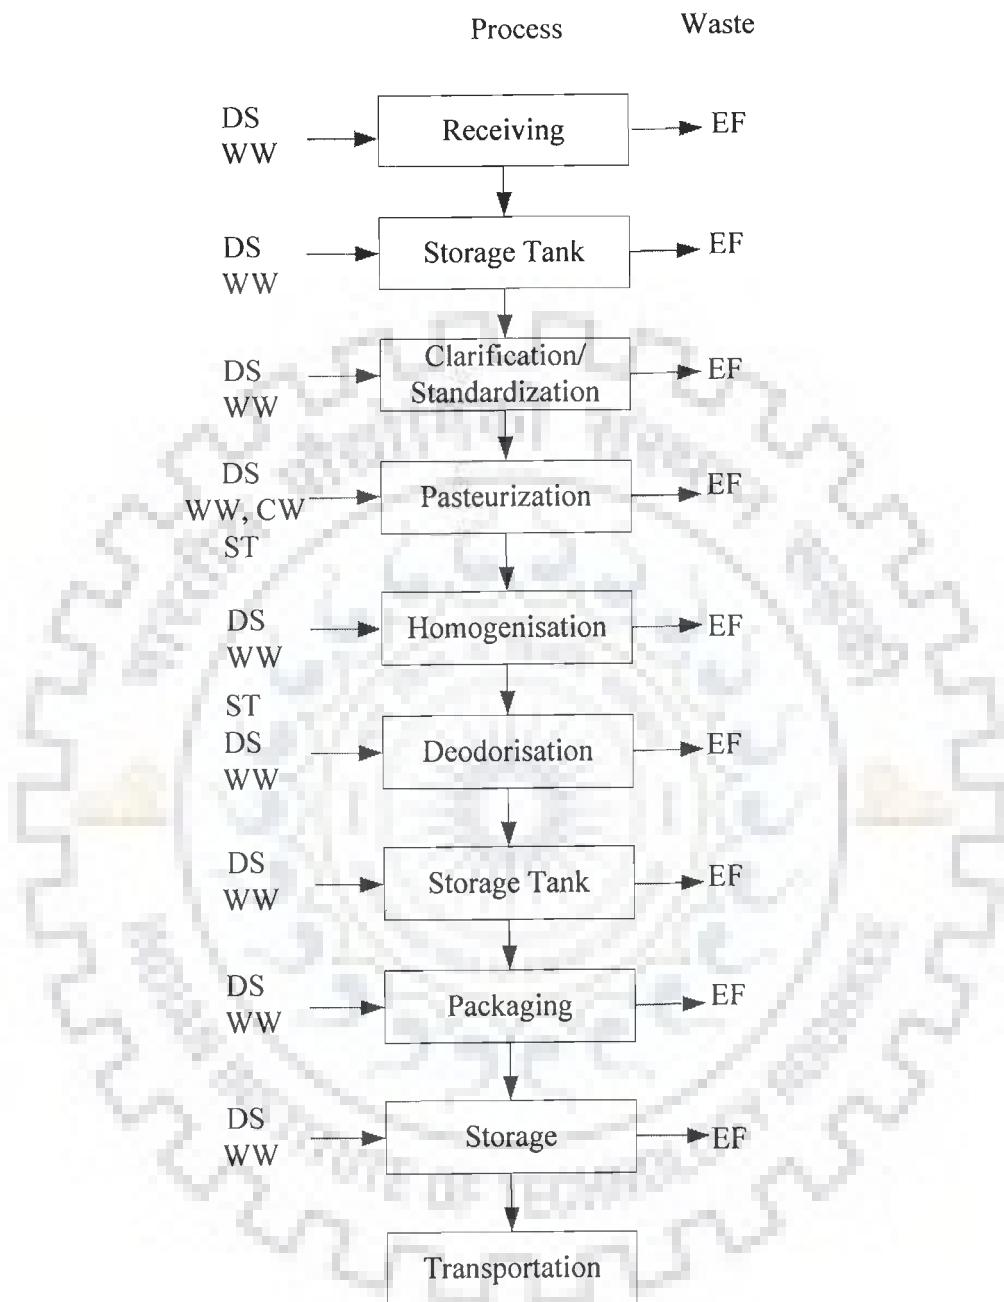 Process Waste
DS
WW
Receiving
EF
DS
WW
Storage Tank
EF
DS
WW
Clarification/
Standardization
EF
DS
WW, CW
ST
Pasteurization
EF
DS
WW
Homogenisation
EF
ST
DS
WW
Deodorisation
EF
DS
WW
Storage Tank
EF
DS
WW
Packaging
EF
DS
WW
Storage
EF
Transportation